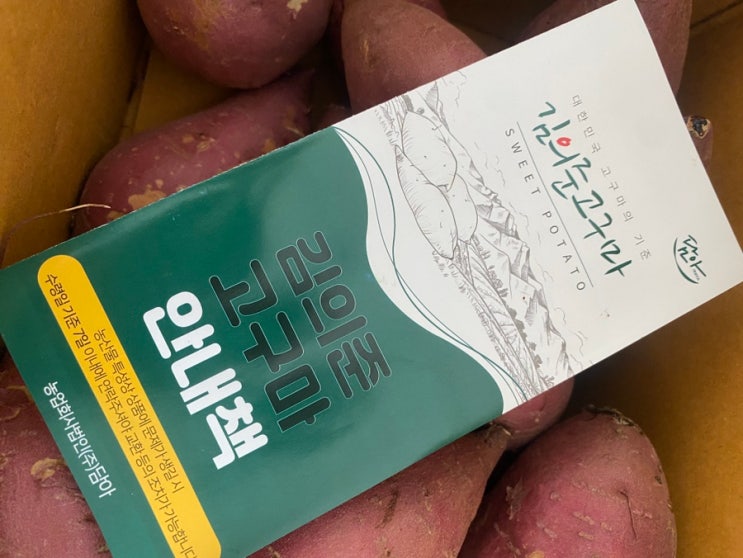 대한민국 고구마의 기준
김의준고구마
SWEET POTATO
담아
김의준
고구마
안내책
농산물 특성상 상품에 문제가 생길 시
수령일 기준 7일 이내에 연락주셔야 교환 등의 조치가 가능합니다
농업회사법인(주)담아